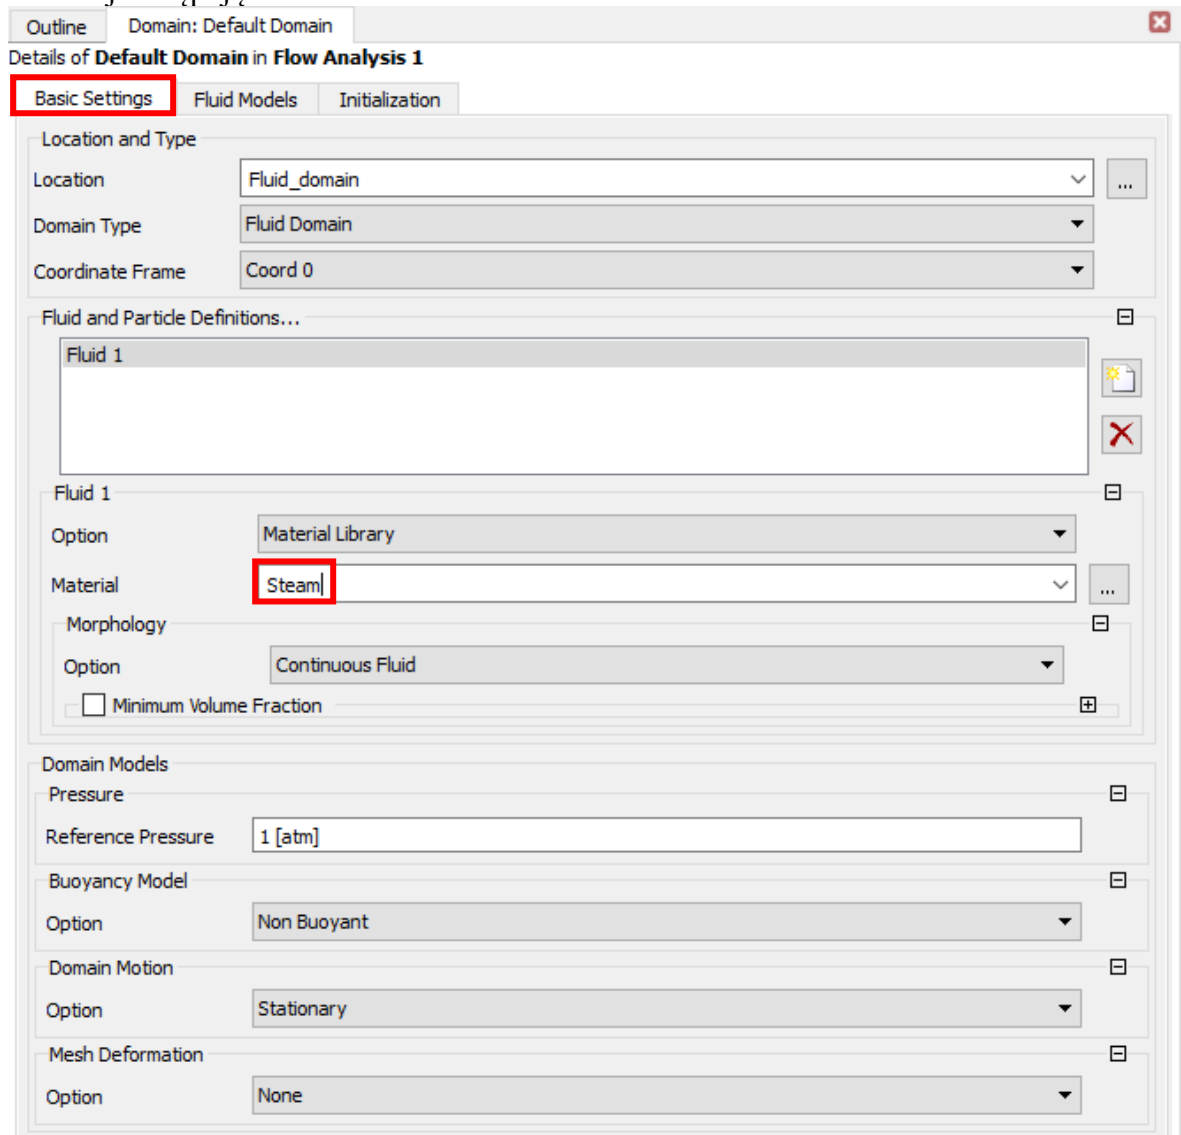 Outline Domain: Default Domain
Details of Default Domain in Flow Analysis 1
Basic Settings Fluid Models Initialization
Location and Type
Location Fluid_domain ...
Domain Type Fluid Domain
Coordinate Frame Coord 0
Fluid and Particle Definitions...
Fluid 1
Fluid 1
Option Material Library
Material Steam ...
Morphology
Option Continuous Fluid
Minimum Volume Fraction
Domain Models
Pressure
Reference Pressure 1 [atm]
Buoyancy Model
Option Non Buoyant
Domain Motion
Option Stationary
Mesh Deformation
Option None